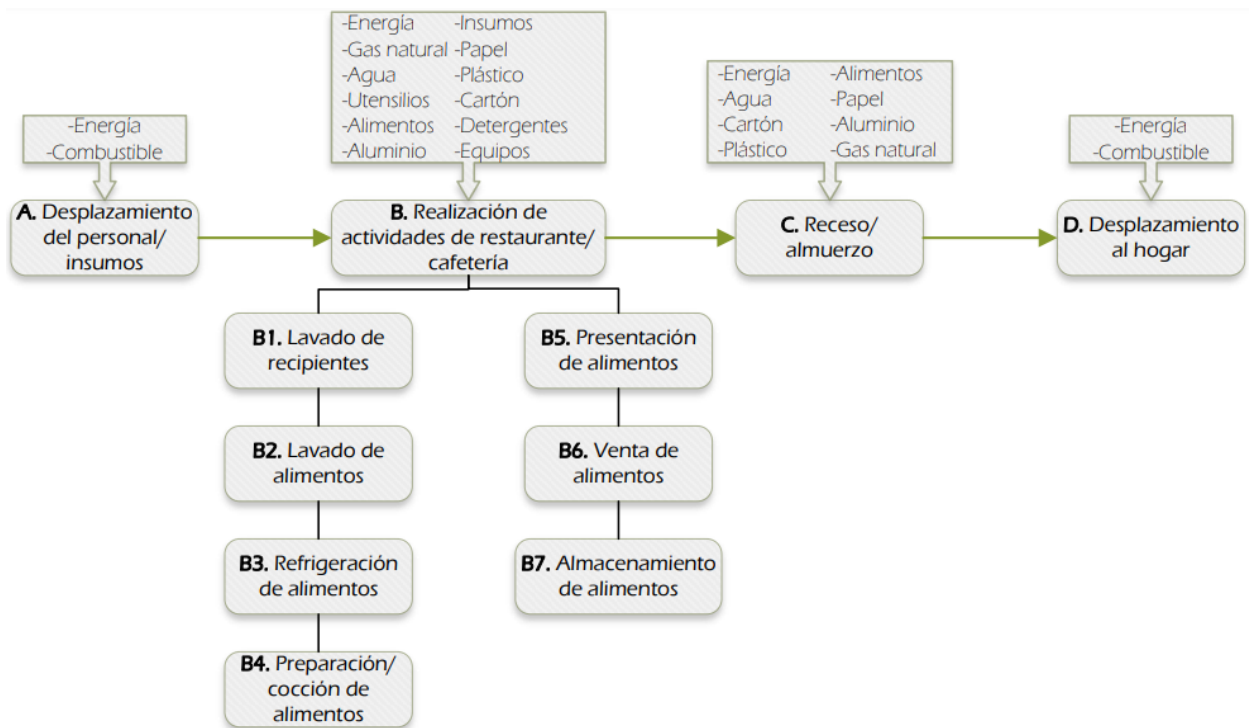 -Energía
-Combustible
A. Desplazamiento
del personal/
insumos
-Energía -Insumos
-Gas natural -Papel
-Agua -Plástico
-Utensilios -Cartón
-Alimentos -Detergentes
-Aluminio -Equipos
B. Realización de
actividades de restaurante/
cafetería
-Energía -Alimentos
-Agua -Papel
-Cartón -Aluminio
-Plástico -Gas natural
C. Receso/
almuerzo
-Energía
-Combustible
D. Desplazamiento
al hogar
B1. Lavado de
recipientes
B2. Lavado de
alimentos
B3. Refrigeración
de alimentos
B4. Preparación/
cocción de
alimentos
B5. Presentación
de alimentos
B6. Venta de
alimentos
B7. Almacenamiento
de alimentos